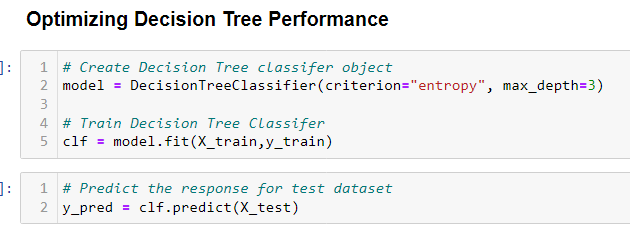 Optimizing Decision Tree Performance
]: 1 # Create Decision Tree classifer object
2 model = DecisionTreeClassifier(criterion="entropy", max_depth=3)
3
4 # Train Decision Tree Classifer
5 clf = model.fit(X_train,y_train)
]: 1 # Predict the response for test dataset
2 y_pred = clf.predict(X_test)